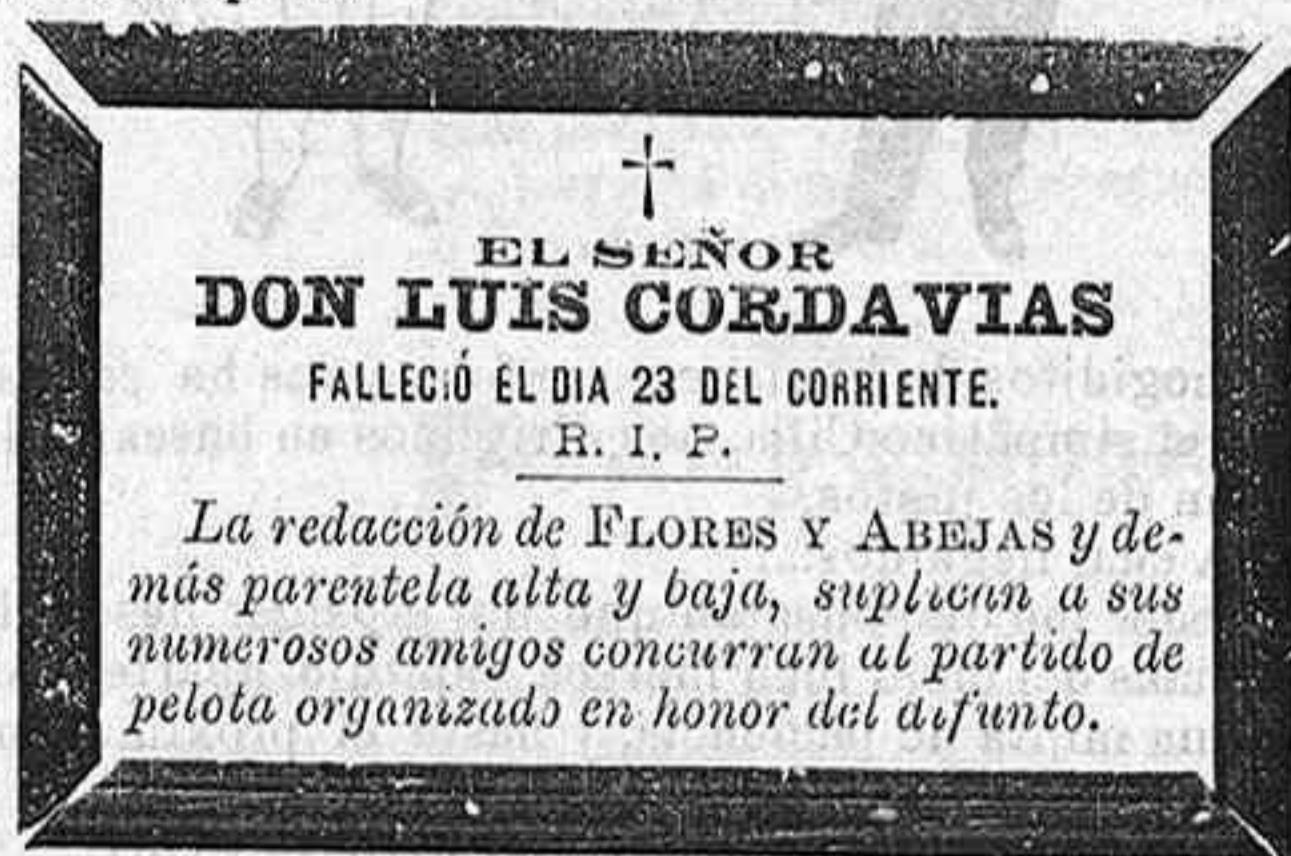 †
EL SEÑOR
DON LUIS CORDAVIAS
FALLECIÓ EL DIA 23 DEL CORRIENTE.
R. I. P.
La redacción de FLORES Y ABEJAS y de-
más parentela alta y baja, suplican a sus
numerosos amigos concurran al partido de
pelota organizado en honor del difunto.